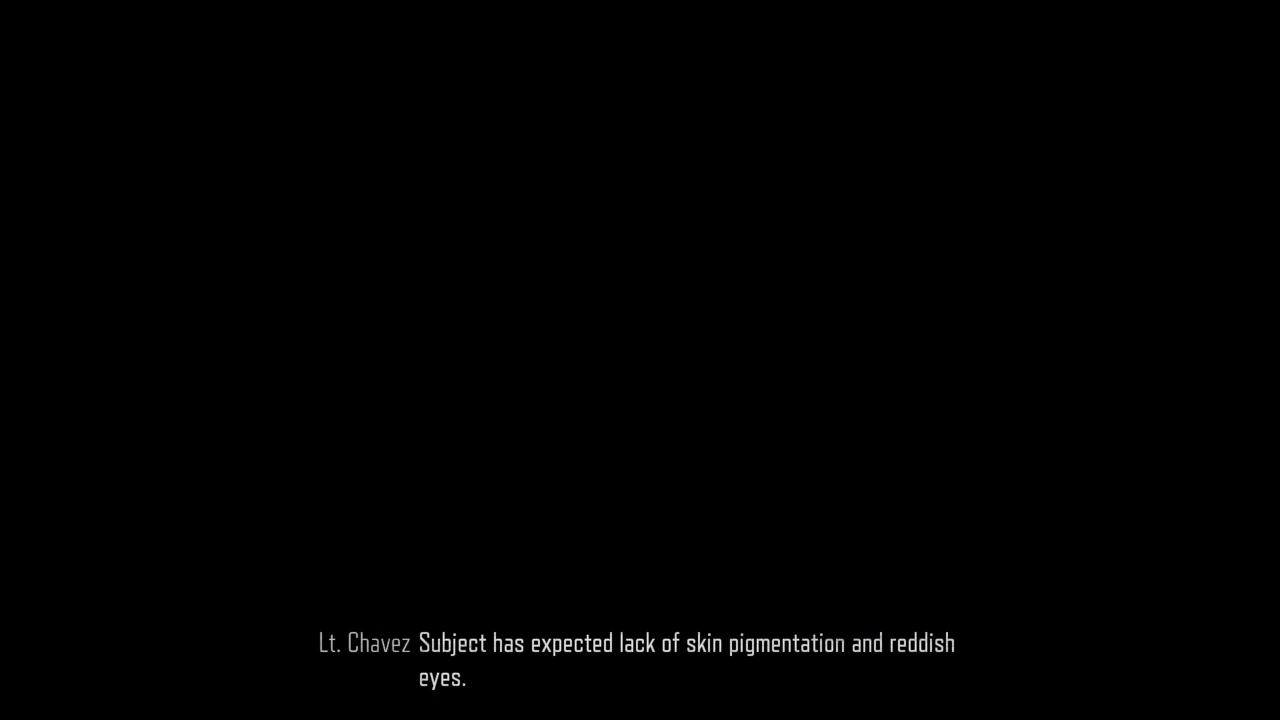 Lt. Chavez Subject has expected lack of skin pigmentation and reddish
eyes.